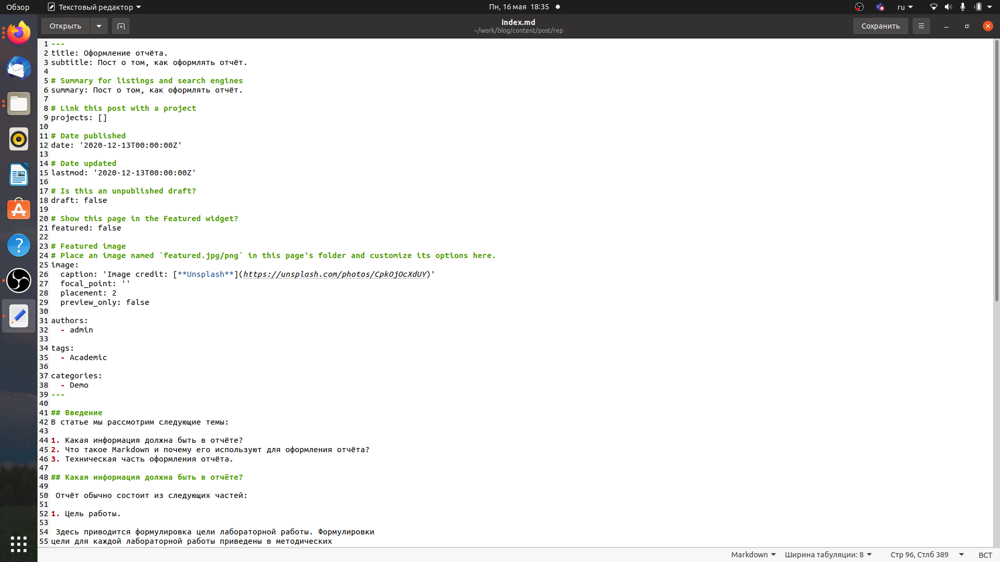 Обзор
Текстовый редактор
Пн, 16 мая 18:35
ru
Открыть
index.md
~/work/blog/content/post/rep
Сохранить
1 ---
2 title: Оформление отчёта.
3 subtitle: Пост о том, как оформлять отчёт.
4
5 # Summary for listings and search engines
6 summary: Пост о том, как оформлять отчёт.
7
8 # Link this post with a project
9 projects: []
10
11 # Date published
12 date: '2020-12-13T00:00:00Z'
13
14 # Date updated
15 lastmod: '2020-12-13T00:00:00Z'
16
17 # Is this an unpublished draft?
18 draft: false
19
20 # Show this page in the Featured widget?
21 featured: false
22
23 # Featured image
24 # Place an image named `featured.jpg/png` in this page's folder and customize its options here.
25 image:
26   caption: 'Image credit: [**Unsplash**](https://unsplash.com/photos/CpkOjOcXdUY)'
27   focal_point: ''
28   placement: 2
29   preview_only: false
30
31 authors:
32   - admin
33
34 tags:
35   - Academic
36
37 categories:
38   - Demo
39 ---
40
41 ## Введение
42 В статье мы рассмотрим следующие темы:
43
44 1. Какая информация должна быть в отчёте?
45 2. Что такое Markdown и почему его используют для оформления отчёта?
46 3. Техническая часть оформления отчёта.
47
48 ## Какая информация должна быть в отчёте?
49
50  Отчёт обычно состоит из следующих частей:
51
52 1. Цель работы.
53
54  Здесь приводится формулировка цели лабораторной работы. Формулировки
55 цели для каждой лабораторной работы приведены в методических
Markdown
Ширина табуляции: 8
Стр 96, Стлб 389
ВСТ